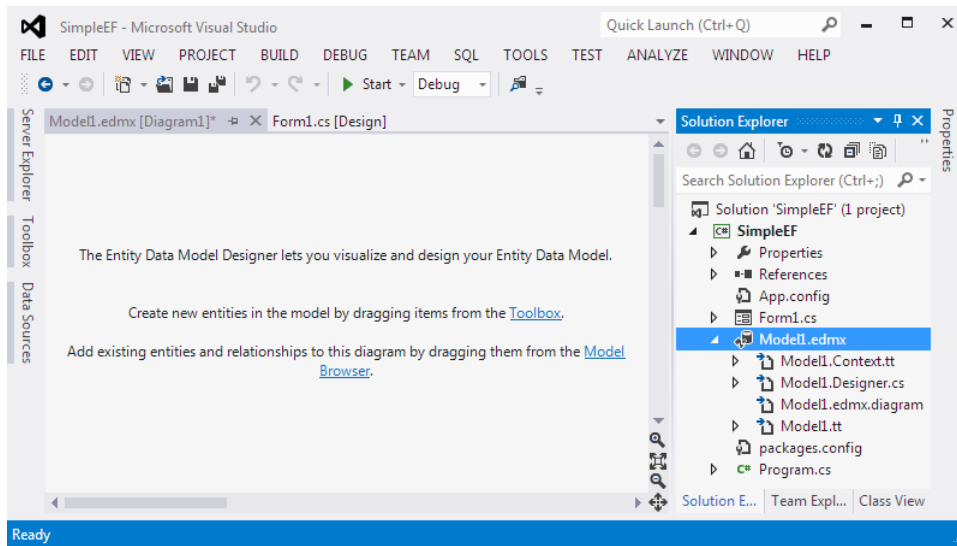 SimpleEF - Microsoft Visual Studio
Quick Launch (Ctrl+Q)
FILE EDIT VIEW PROJECT BUILD DEBUG TEAM SQL TOOLS TEST ANALYZE WINDOW HELP
Start Debug
Server Explorer
Toolbox
Data Sources
Model1.edmx [Diagram1]* Form1.cs [Design]
The Entity Data Model Designer lets you visualize and design your Entity Data Model.
Create new entities in the model by dragging items from the Toolbox.
Add existing entities and relationships to this diagram by dragging them from the Model
Browser.
Solution Explorer
Search Solution Explorer (Ctrl+;)
Solution 'SimpleEF' (1 project)
C# SimpleEF
Properties
References
App.config
Form1.cs
Model1.edmx
Model1.Context.tt
Model1.Designer.cs
Model1.edmx.diagram
Model1.tt
packages.config
C# Program.cs
Solution E... Team Expl... Class View
Properties
Ready